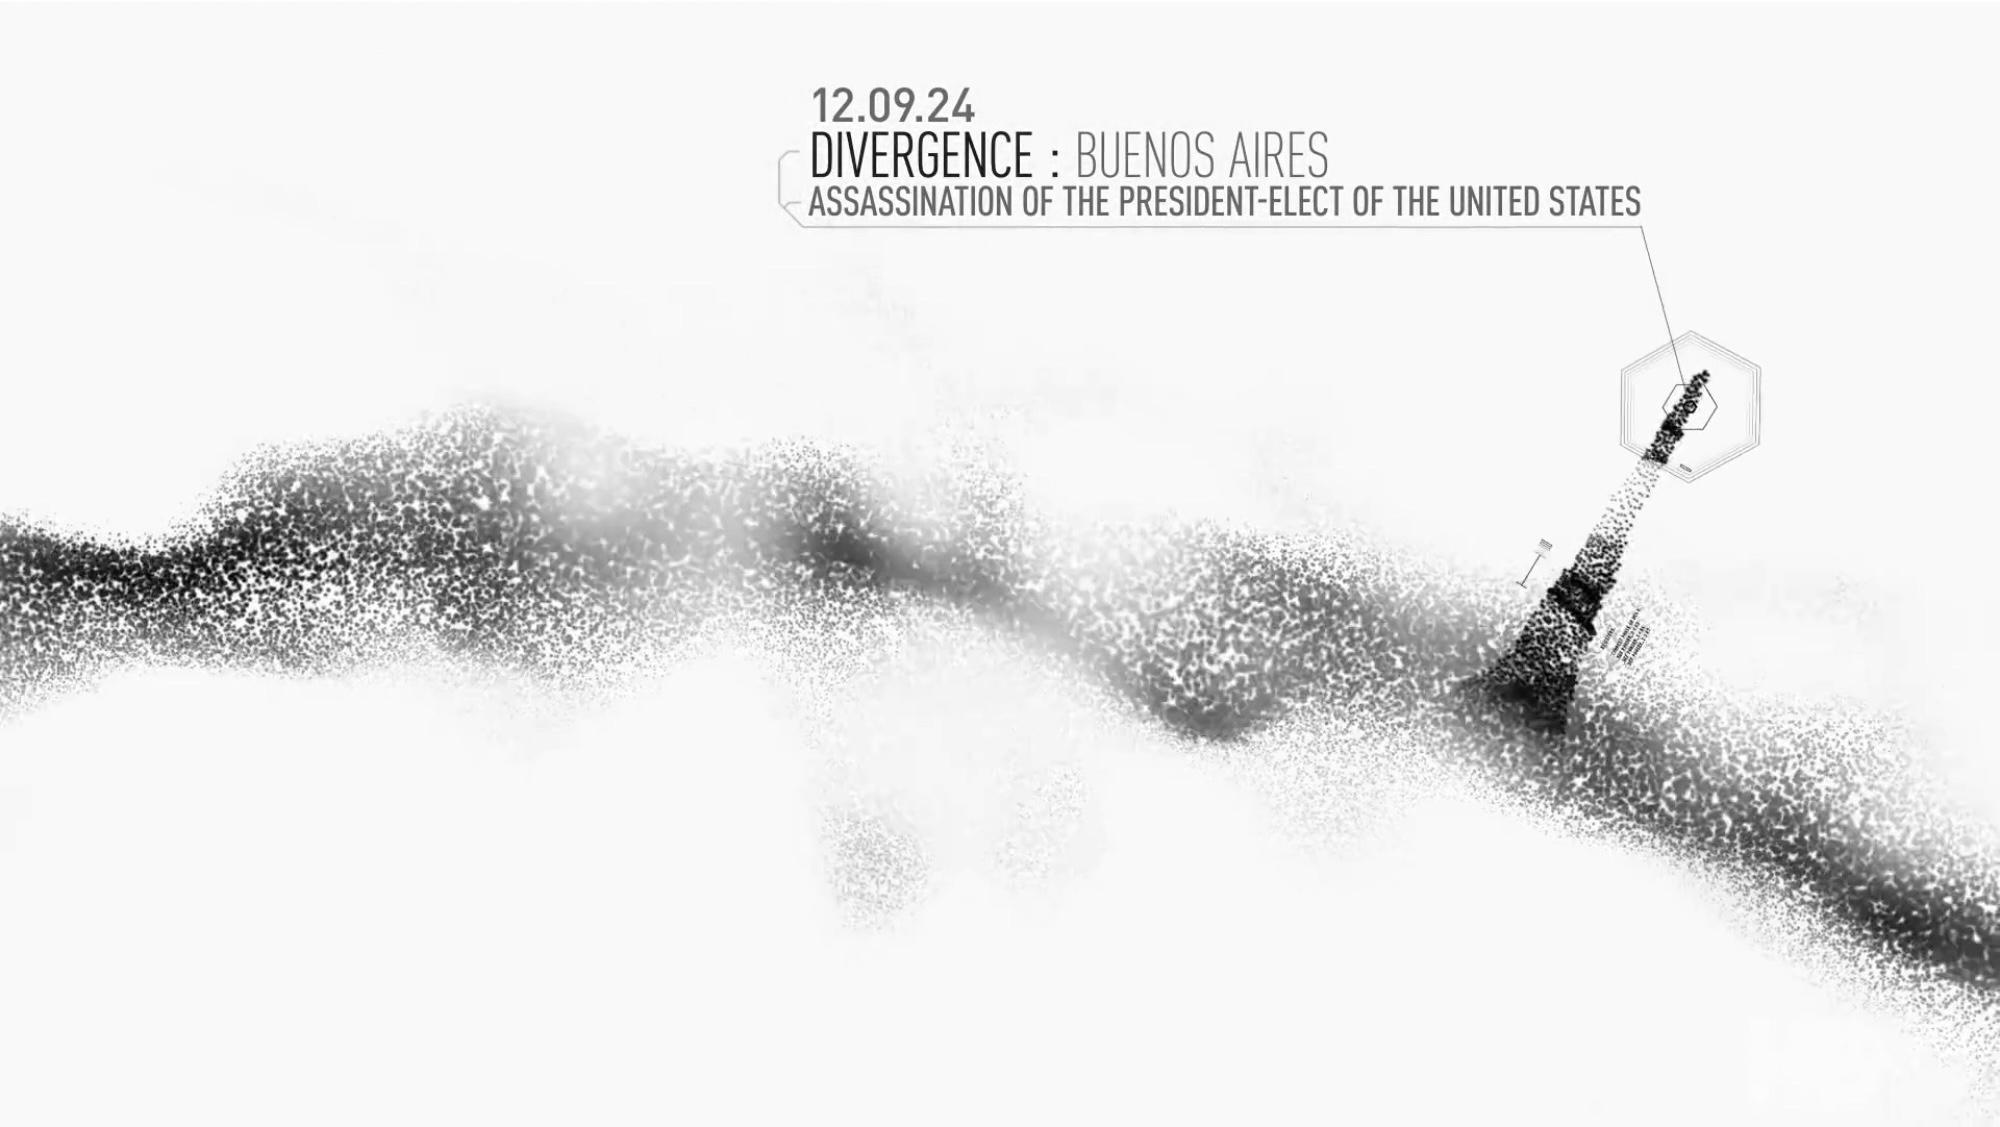 12.09.24
DIVERGENCE : BUENOS AIRES
ASSASSINATION OF THE PRESIDENT-ELECT OF THE UNITED STATES